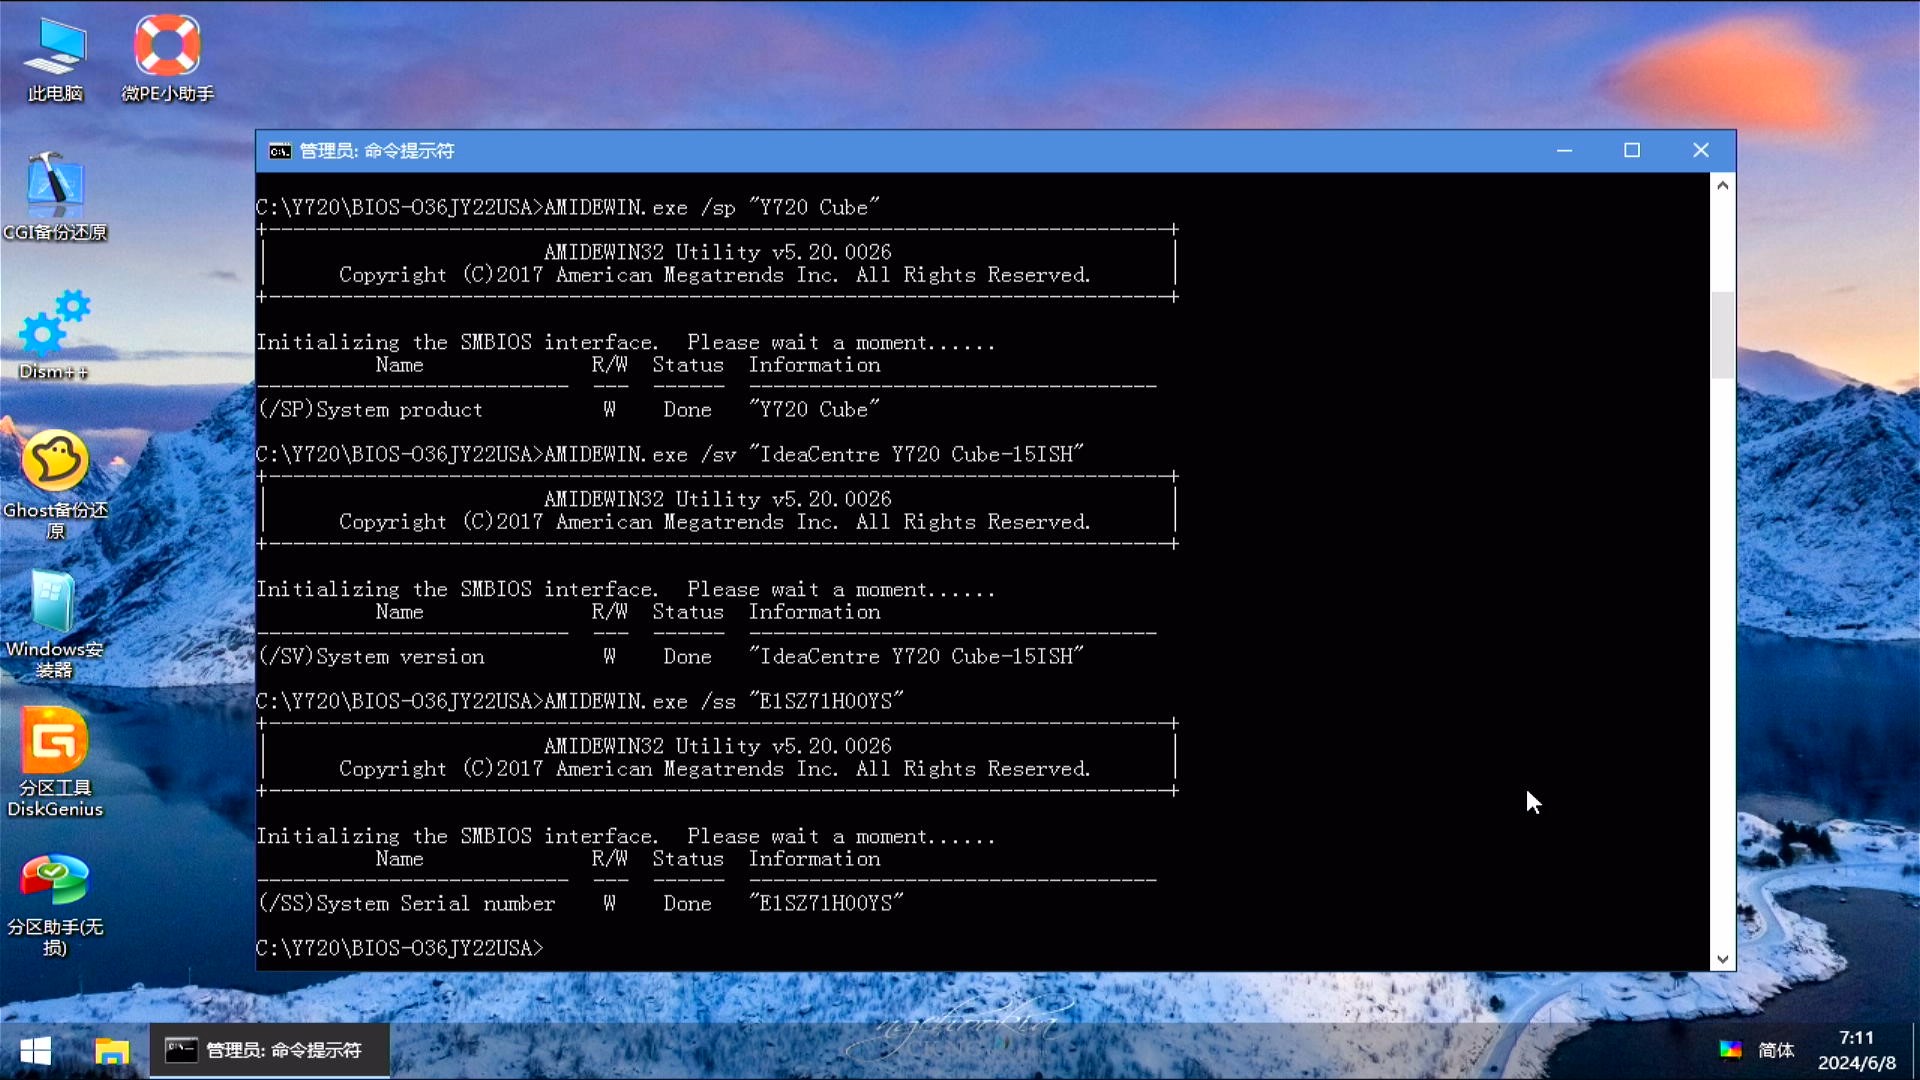 此电脑
微PE小助手
CGI备份还原
Dism++
Ghost备份还
原
Windows安
装器
分区工具
DiskGenius
分区助手(无
损)
管理员: 命令提示符
C:\Y720\BIOS-O36JY22USA>AMIDEWIN.exe /sp "Y720 Cube"
+---------------------------------------------------------------------------+
| AMIDEWIN32 Utility v5.20.0026 |
| Copyright (C)2017 American Megatrends Inc. All Rights Reserved. |
+---------------------------------------------------------------------------+
Initializing the SMBIOS interface.  Please wait a moment......
Name R/W Status Information
-------------------------- --- ------ ----------------------------------
(/SP)System product W Done "Y720 Cube"
C:\Y720\BIOS-O36JY22USA>AMIDEWIN.exe /sv "IdeaCentre Y720 Cube-15ISH"
+---------------------------------------------------------------------------+
| AMIDEWIN32 Utility v5.20.0026 |
| Copyright (C)2017 American Megatrends Inc. All Rights Reserved. |
+---------------------------------------------------------------------------+
Initializing the SMBIOS interface.  Please wait a moment......
Name R/W Status Information
-------------------------- --- ------ ----------------------------------
(/SV)System version W Done "IdeaCentre Y720 Cube-15ISH"
C:\Y720\BIOS-O36JY22USA>AMIDEWIN.exe /ss "E1SZ71H00YS"
+---------------------------------------------------------------------------+
| AMIDEWIN32 Utility v5.20.0026 |
| Copyright (C)2017 American Megatrends Inc. All Rights Reserved. |
+---------------------------------------------------------------------------+
Initializing the SMBIOS interface.  Please wait a moment......
Name R/W Status Information
-------------------------- --- ------ ----------------------------------
(/SS)System Serial number W Done "E1SZ71H00YS"
C:\Y720\BIOS-O36JY22USA>
管理员: 命令提示符
简体
7:11
2024/6/8